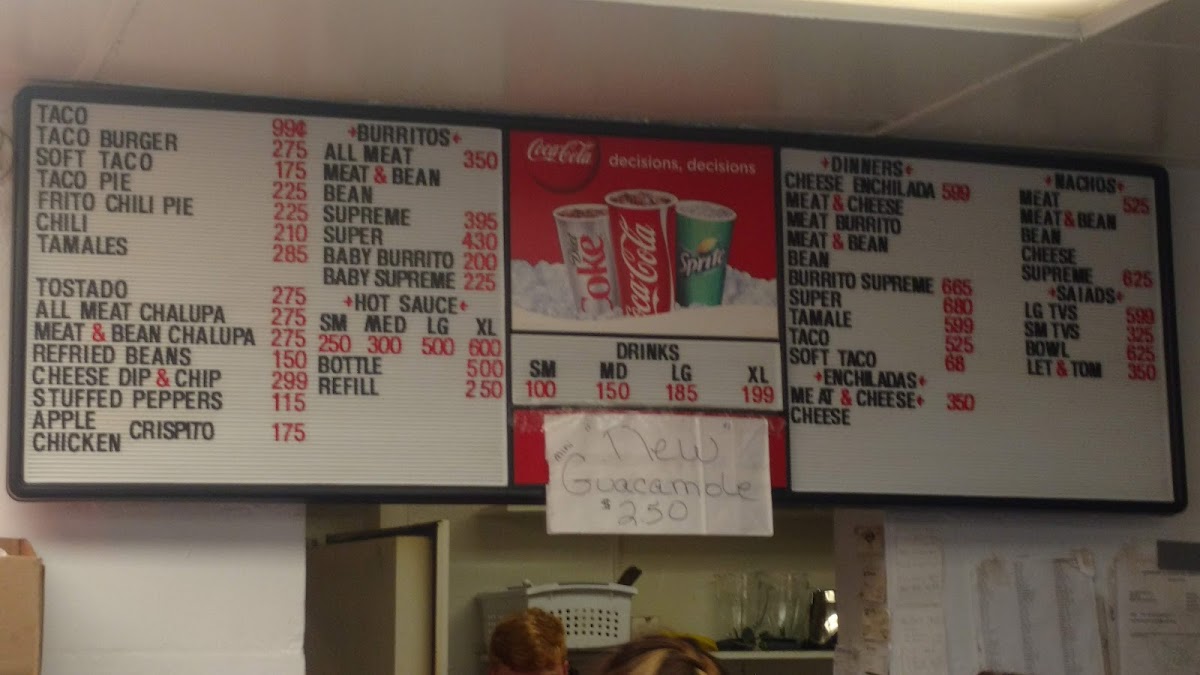 TACO 99¢
TACO BURGER 275
SOFT TACO 175
TACO PIE 225
FRITO CHILI PIE 225
CHILI 210
TAMALES 285
TOSTADO 275
ALL MEAT CHALUPA 275
MEAT & BEAN CHALUPA 275
REFRIED BEANS 150
CHEESE DIP & CHIP 299
STUFFED PEPPERS 115
APPLE
CRISPITO 175
CHICKEN
BURRITOS
ALL MEAT 350
MEAT & BEAN
BEAN
SUPREME 395
SUPER 430
BABY BURRITO 200
BABY SUPREME 225
HOT SAUCE
SM MED LG XL
250 300 500 600
BOTTLE 500
REFILL 250
Coca-Cola decisions, decisions
Diet Coke
Coca-Cola
Sprite
DRINKS
SM MD LG XL
100 150 185 199
mini "New"
Guacamole
$250
DINNERS
CHEESE ENCHILADA 599
MEAT & CHEESE
MEAT BURRITO
MEAT & BEAN
BEAN
BURRITO SUPREME 665
SUPER 680
TAMALE 599
TACO 525
SOFT TACO 68
ENCHILADAS
MEAT & CHEESE 350
CHEESE
NACHOS
MEAT 525
MEAT & BEAN
BEAN
CHEESE
SUPREME 625
SAIADS
LG TVS 599
SM TVS 325
BOWL 625
LET & TOM 350